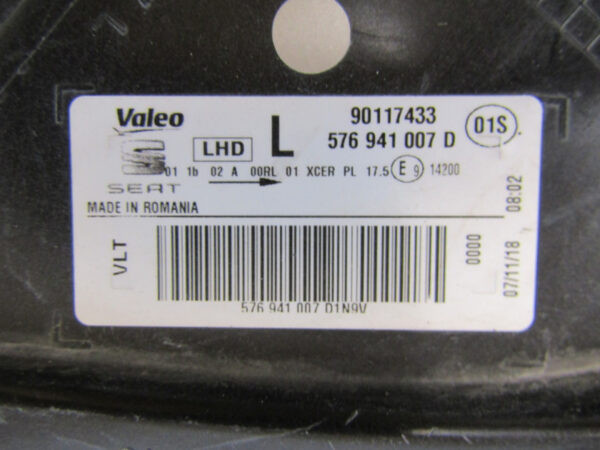 Valeo
90117433
01S
LHD
L
576 941 007 D
01 1b 02 A 00RL 01 XCER PL 17.5 E 9 14200
SEAT
MADE IN ROMANIA
VLT
0000
07/11/18 08:02
576 941 007 D1N9V